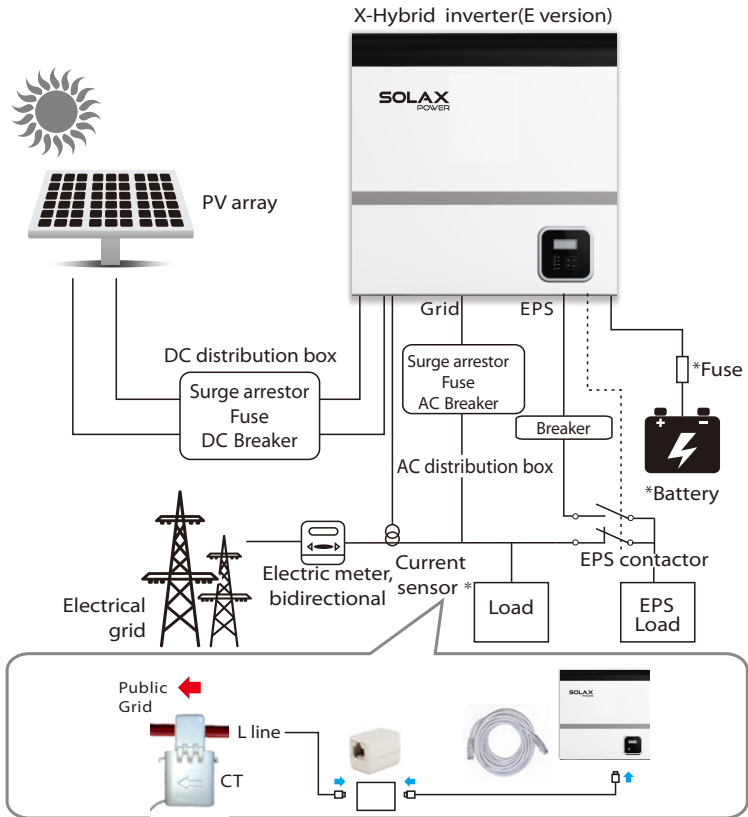 X-Hybrid inverter(E version)
SOLAX
POWER
PV array
Grid
EPS
DC distribution box
Surge arrestor
Fuse
DC Breaker
Surge arrestor
Fuse
AC Breaker
*Fuse
Breaker
AC distribution box
+ −
*Battery
Electrical
grid
Electric meter,
bidirectional
Current
sensor *
EPS contactor
Load
EPS
Load
Public
Grid
L line
CT
SOLAX
POWER